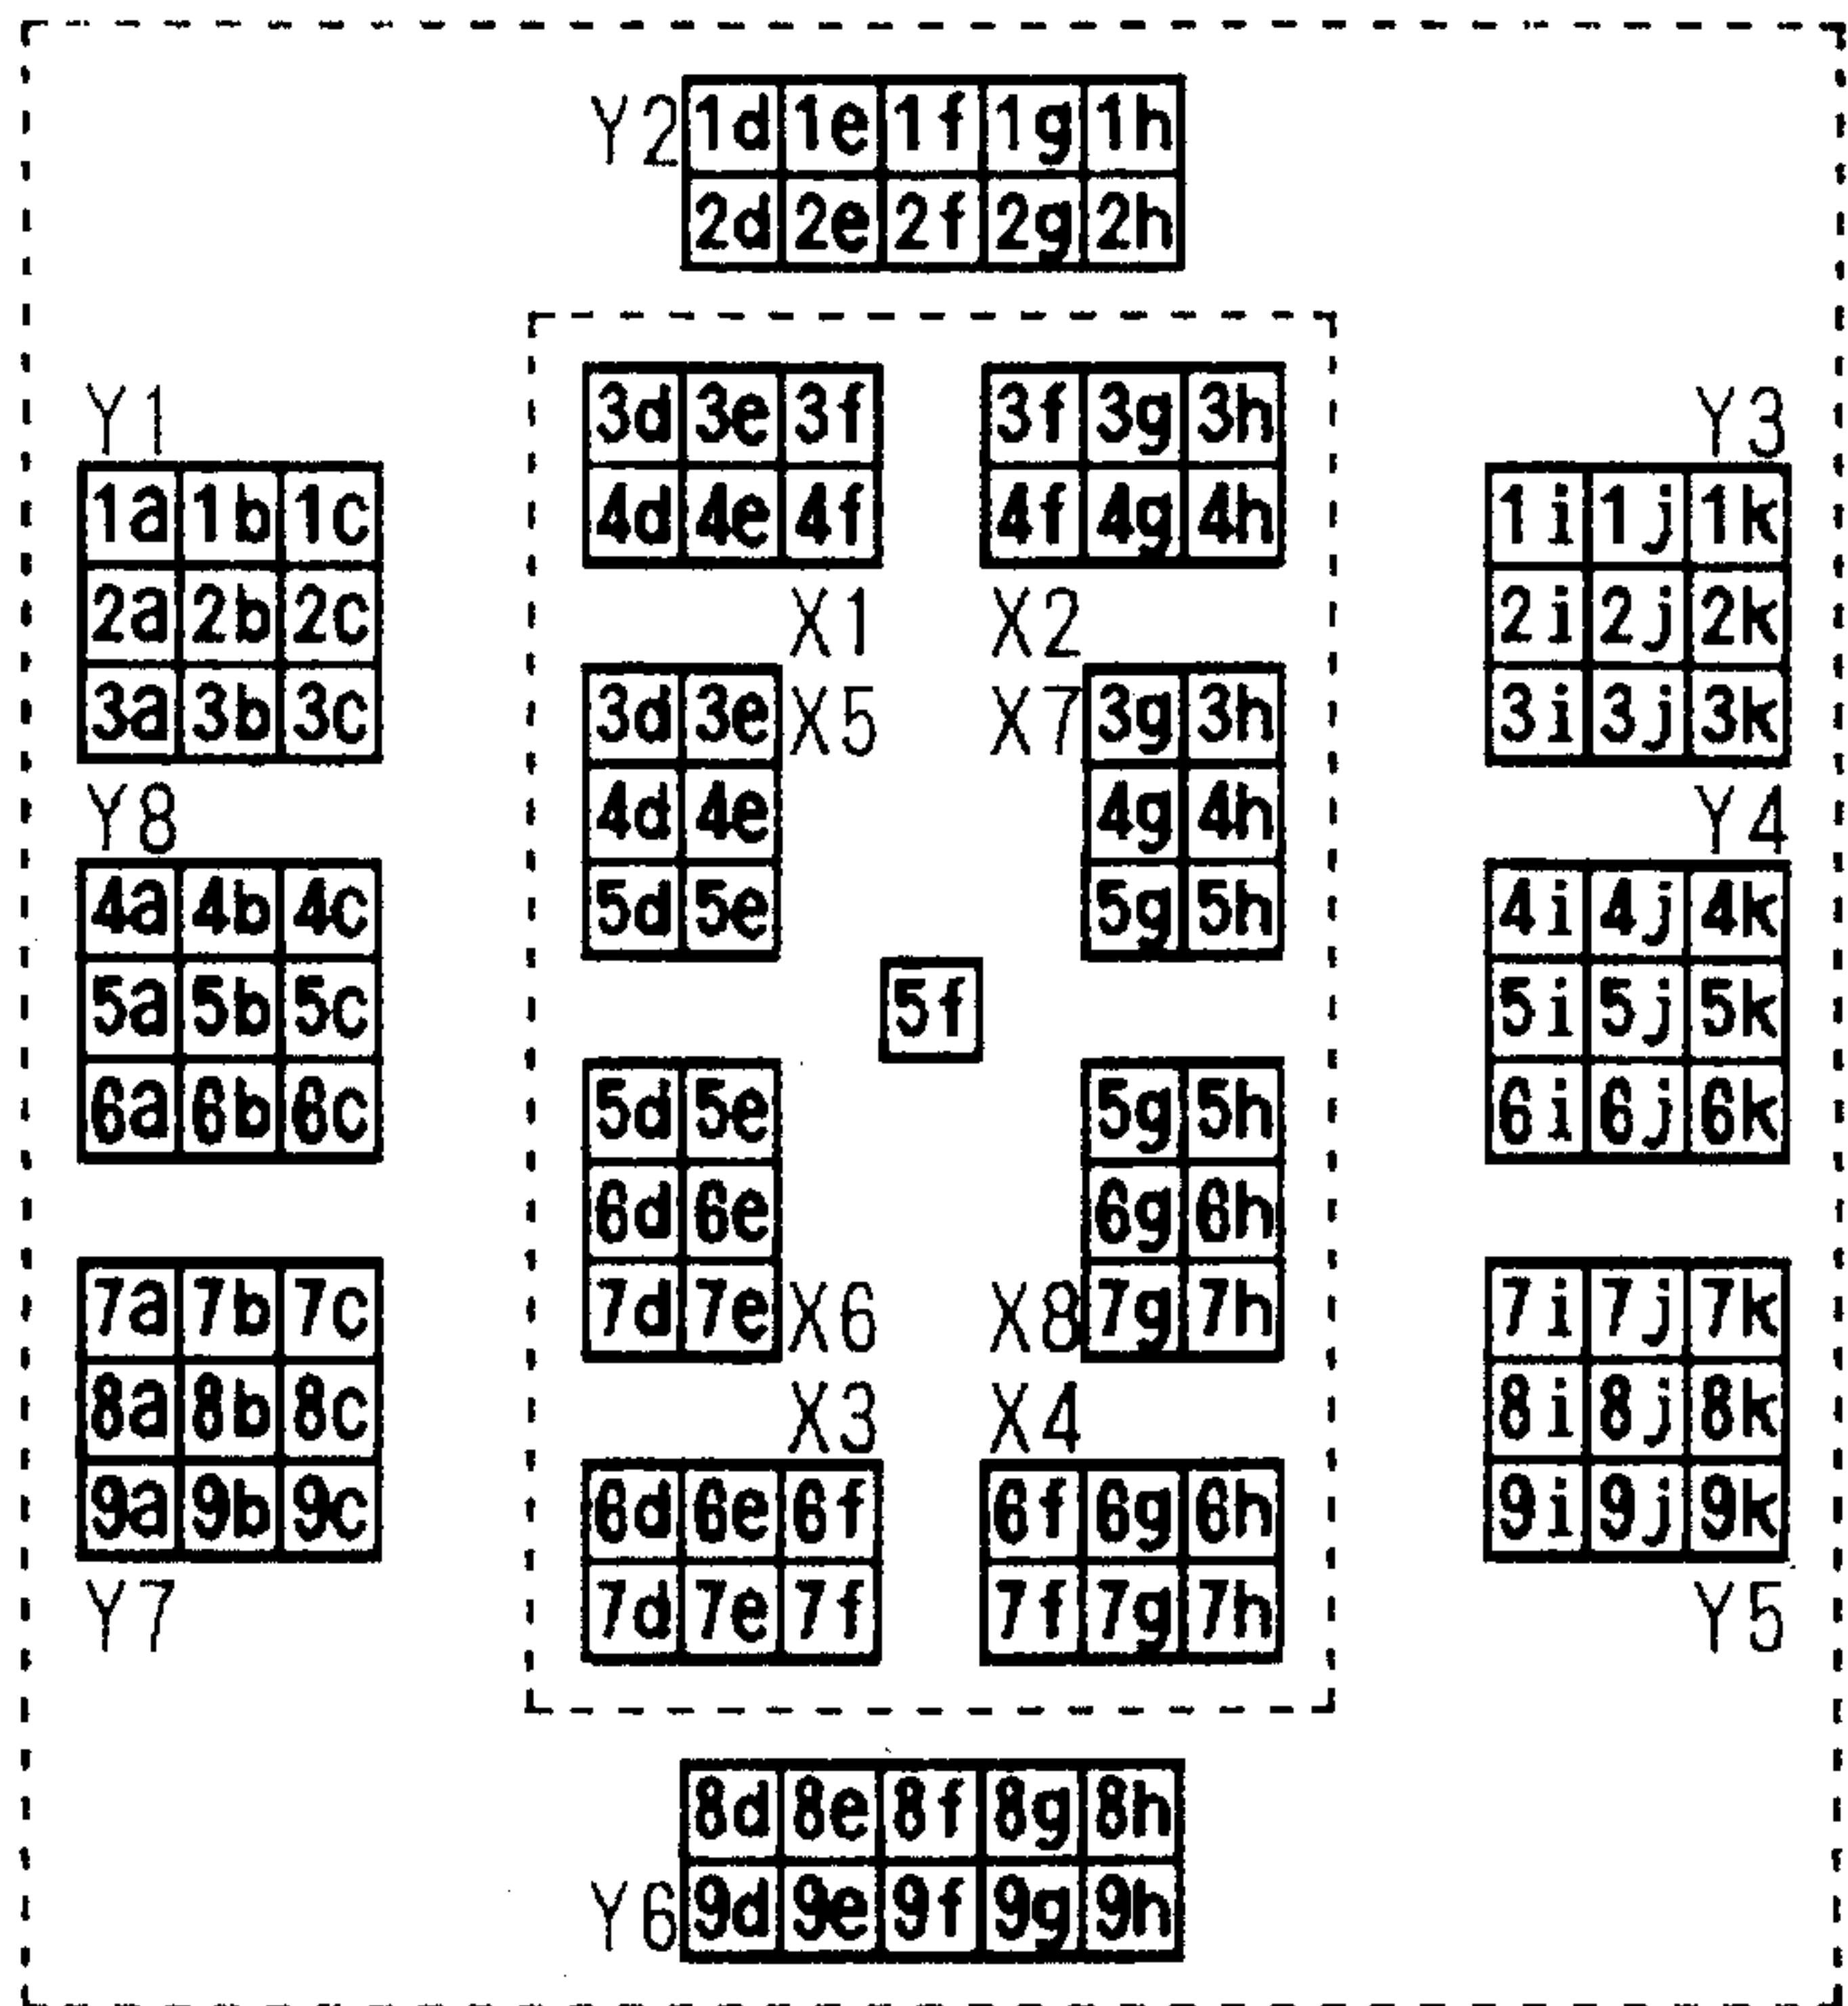 Y2 1d 1e 1f 1g 1h
2d 2e 2f 2g 2h
Y1
1a 1b 1c
2a 2b 2c
3a 3b 3c
Y8
4a 4b 4c
5a 5b 5c
6a 6b 6c
7a 7b 7c
8a 8b 8c
9a 9b 9c
Y7
3d 3e 3f
4d 4e 4f
X1
3f 3g 3h
4f 4g 4h
X2
3d 3e X5
4d 4e
5d 5e
X7 3g 3h
4g 4h
5g 5h
5f
5d 5e
6d 6e
7d 7e X6
5g 5h
6g 6h
X8 7g 7h
X3
6d 6e 6f
7d 7e 7f
X4
6f 6g 6h
7f 7g 7h
Y3
1i 1j 1k
2i 2j 2k
3i 3j 3k
Y4
4i 4j 4k
5i 5j 5k
6i 6j 6k
7i 7j 7k
8i 8j 8k
9i 9j 9k
Y5
8d 8e 8f 8g 8h
Y6 9d 9e 9f 9g 9h